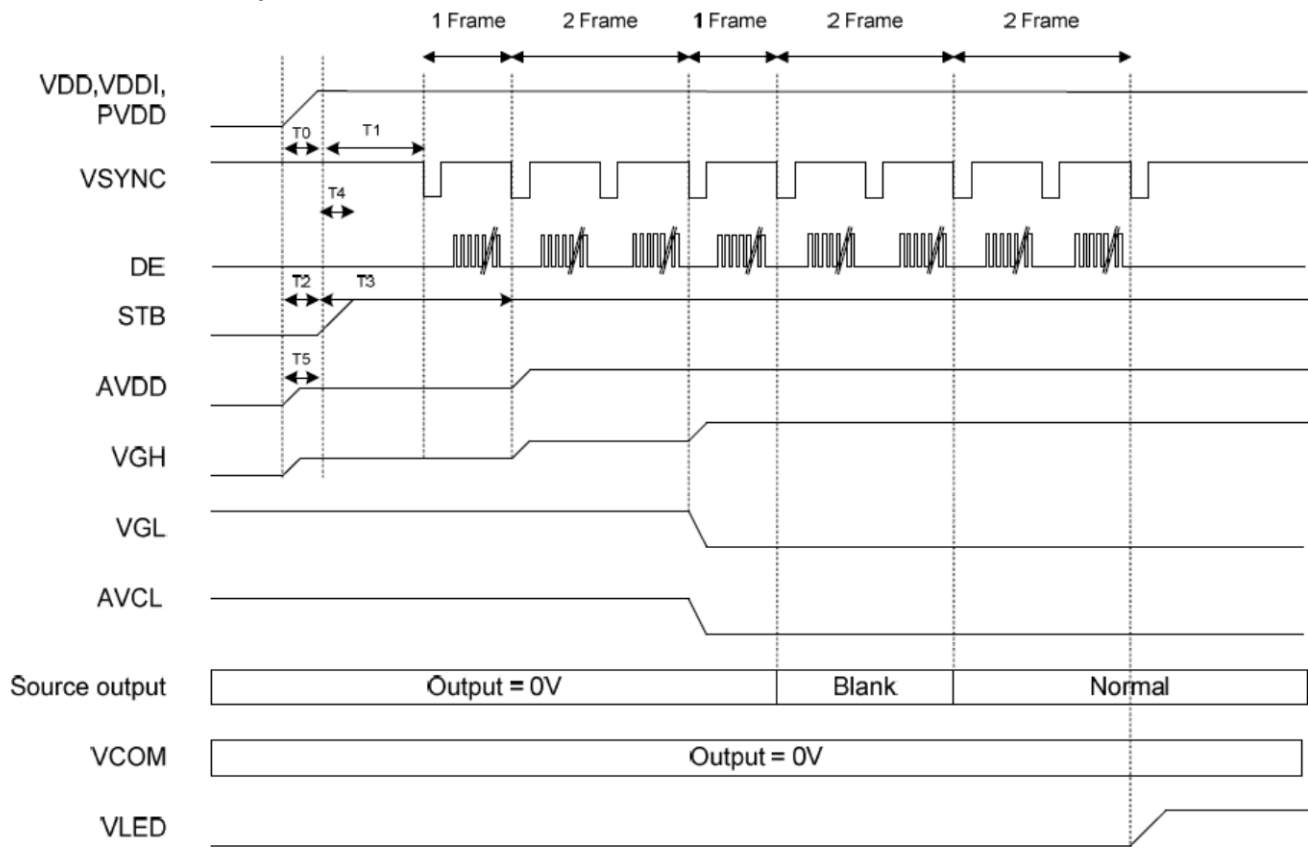 1 Frame 2 Frame 1 Frame 2 Frame 2 Frame
VDD,VDDI,
PVDD
T0 T1
VSYNC
T4
DE
T2 T3
STB
T5
AVDD
VGH
VGL
AVCL
Source output Output = 0V Blank Normal
VCOM Output = 0V
VLED